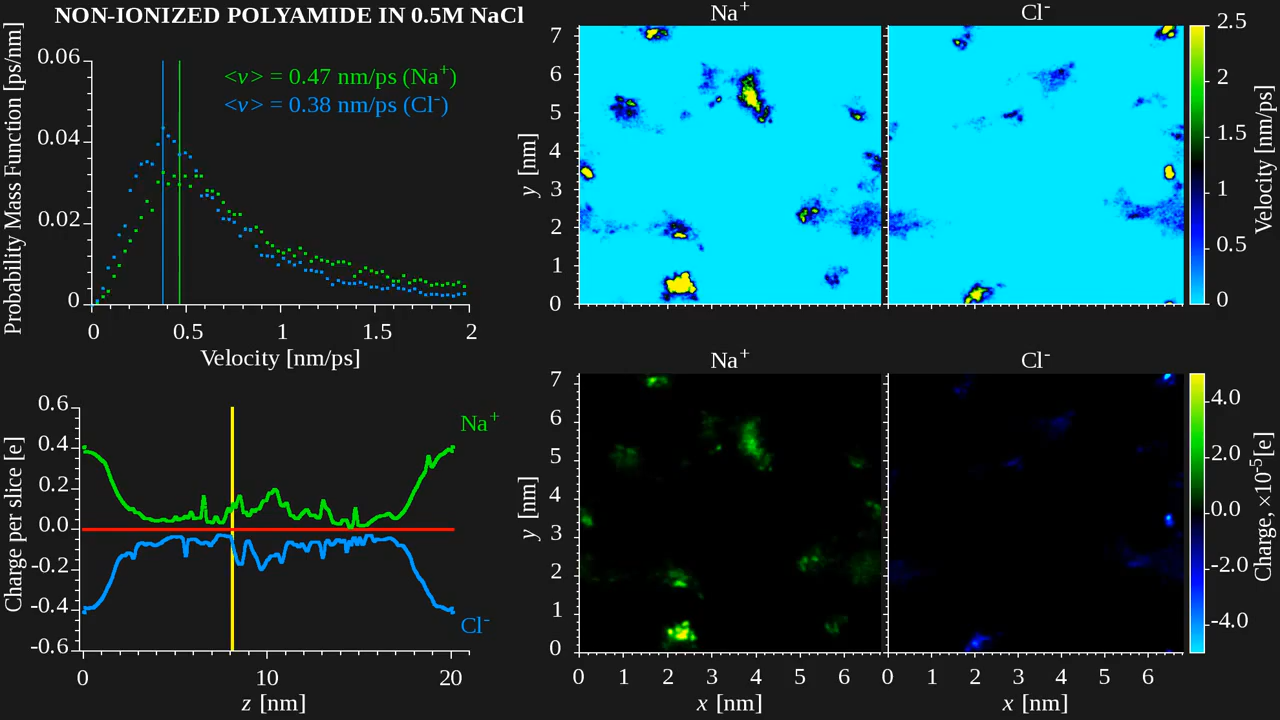 NON-IONIZED POLYAMIDE IN 0.5M NaCl
Probability Mass Function [ps/nm]
0.06
0.04
0.02
0
<v> = 0.47 nm/ps (Na⁺)
<v> = 0.38 nm/ps (Cl⁻)
0 0.5 1 1.5 2
Velocity [nm/ps]
Na⁺ Cl⁻
y [nm]
7
6
5
4
3
2
1
0
2.5
2
1.5
1
0.5
0
Velocity [nm/ps]
Charge per slice [e]
0.6
0.4
0.2
0.0
-0.2
-0.4
-0.6
Na⁺
Cl⁻
0 10 20
z [nm]
Na⁺ Cl⁻
y [nm]
7
6
5
4
3
2
1
0
0 1 2 3 4 5 6 0 1 2 3 4 5 6
x [nm] x [nm]
4.0
2.0
0.0
-2.0
-4.0
Charge, ×10⁻⁵[e]